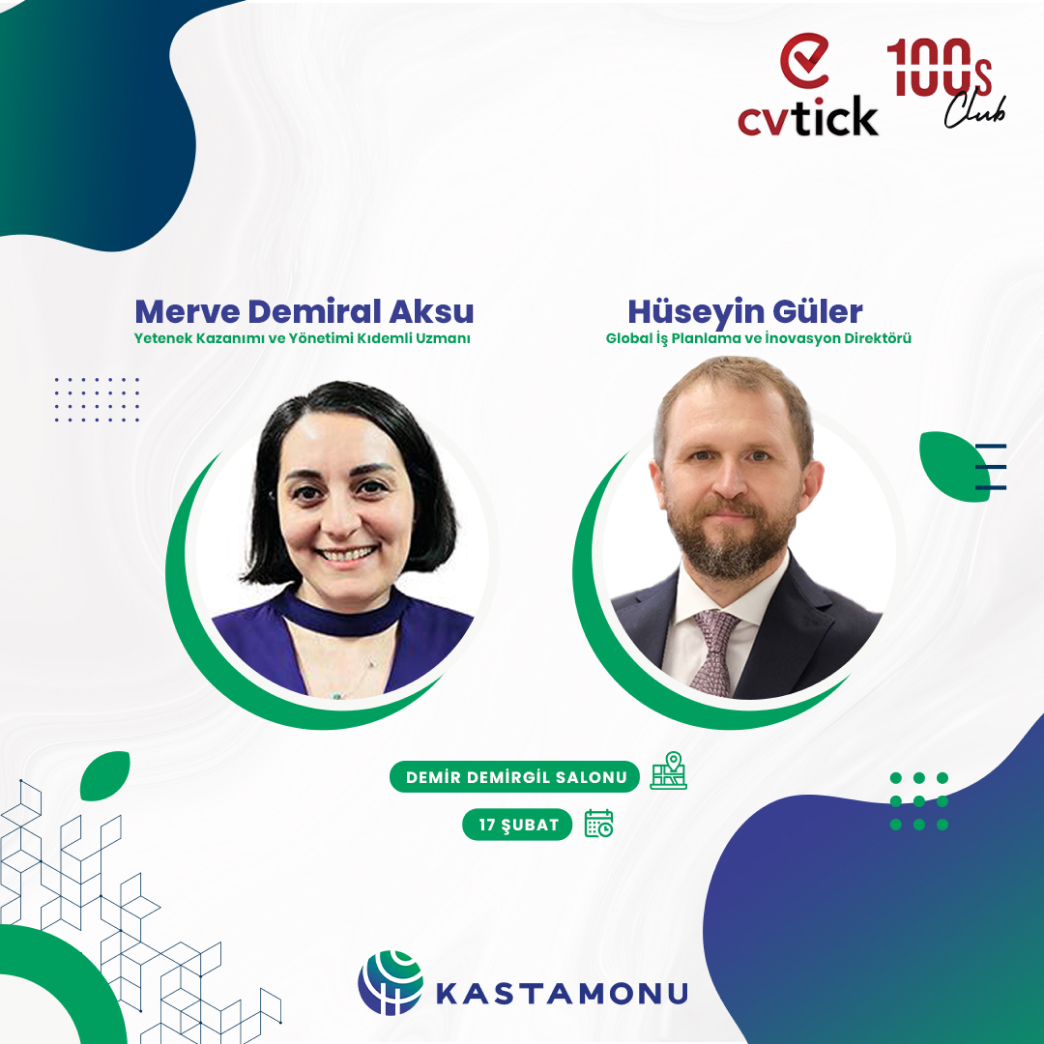 cvtick
100s
Club
Merve Demiral Aksu
Yetenek Kazanımı ve Yönetimi Kıdemli Uzmanı
Hüseyin Güler
Global İş Planlama ve İnovasyon Direktörü
DEMİR DEMİRGİL SALONU
17 ŞUBAT
KASTAMONU